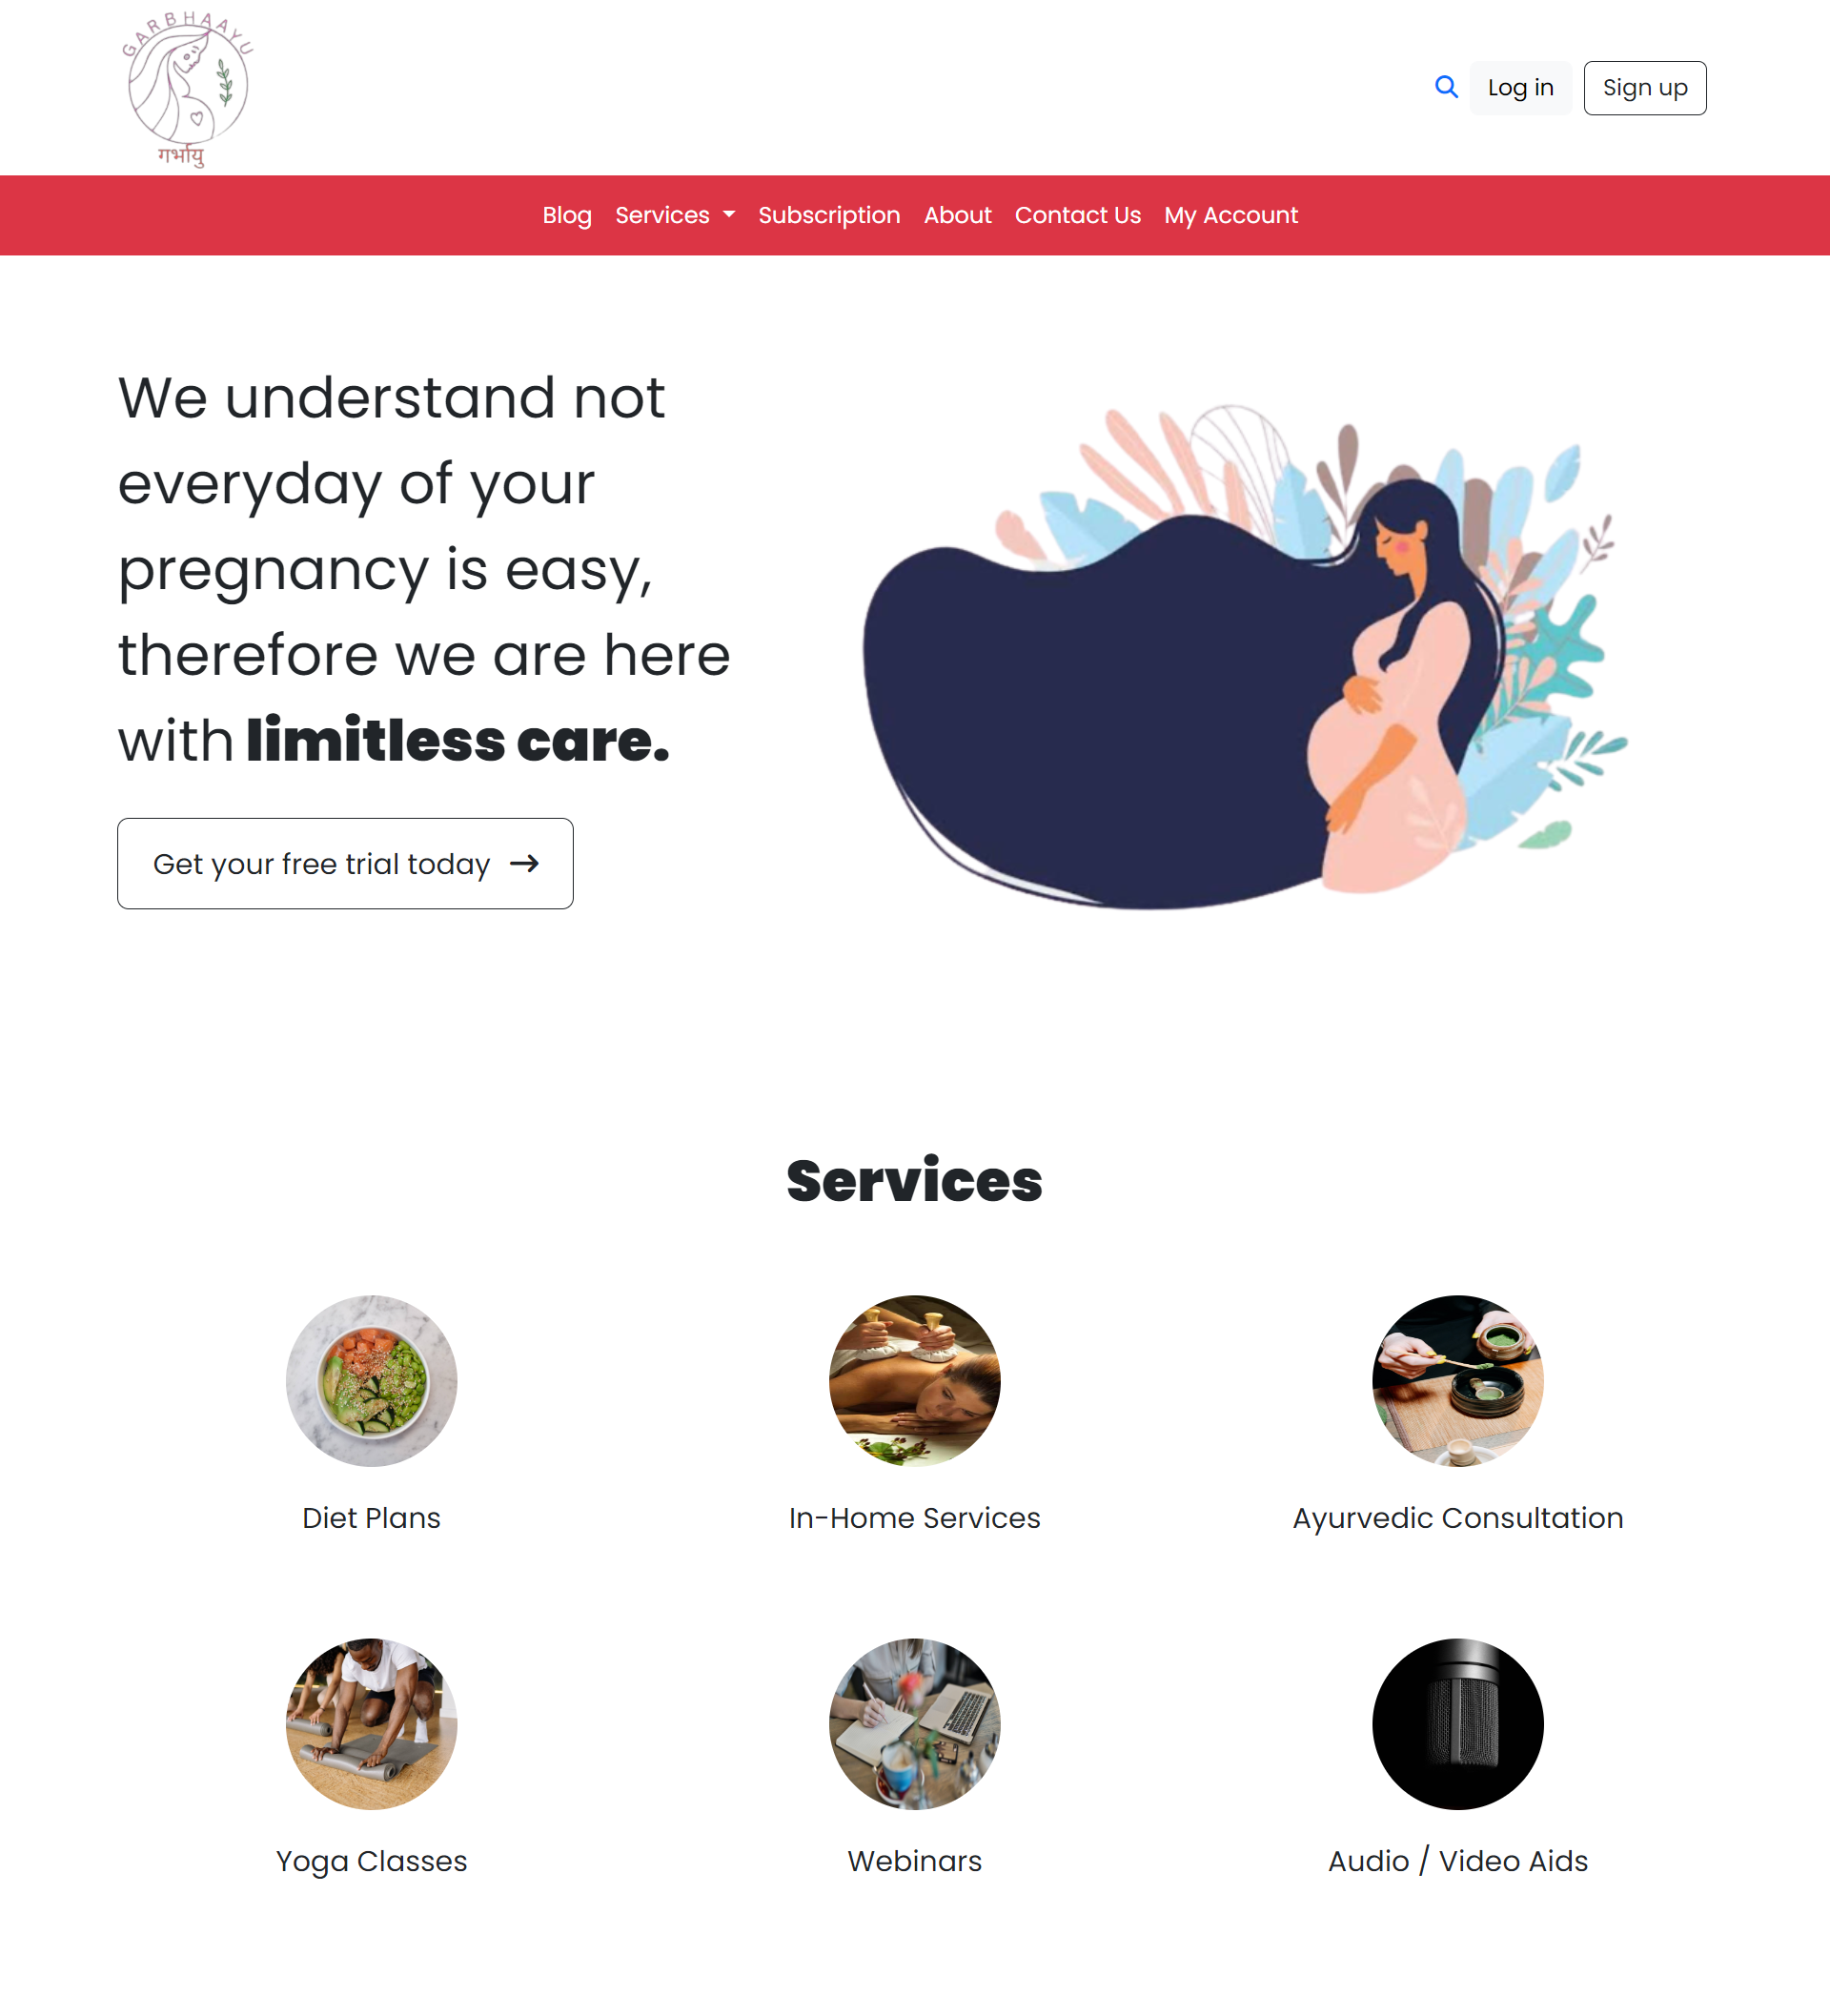 GARBHAAYU
गर्भायु
Log in
Sign up
Blog
Services
Subscription
About
Contact Us
My Account
We understand not
everyday of your
pregnancy is easy,
therefore we are here
with limitless care.
Get your free trial today →
Services
Diet Plans
In-Home Services
Ayurvedic Consultation
Yoga Classes
Webinars
Audio / Video Aids